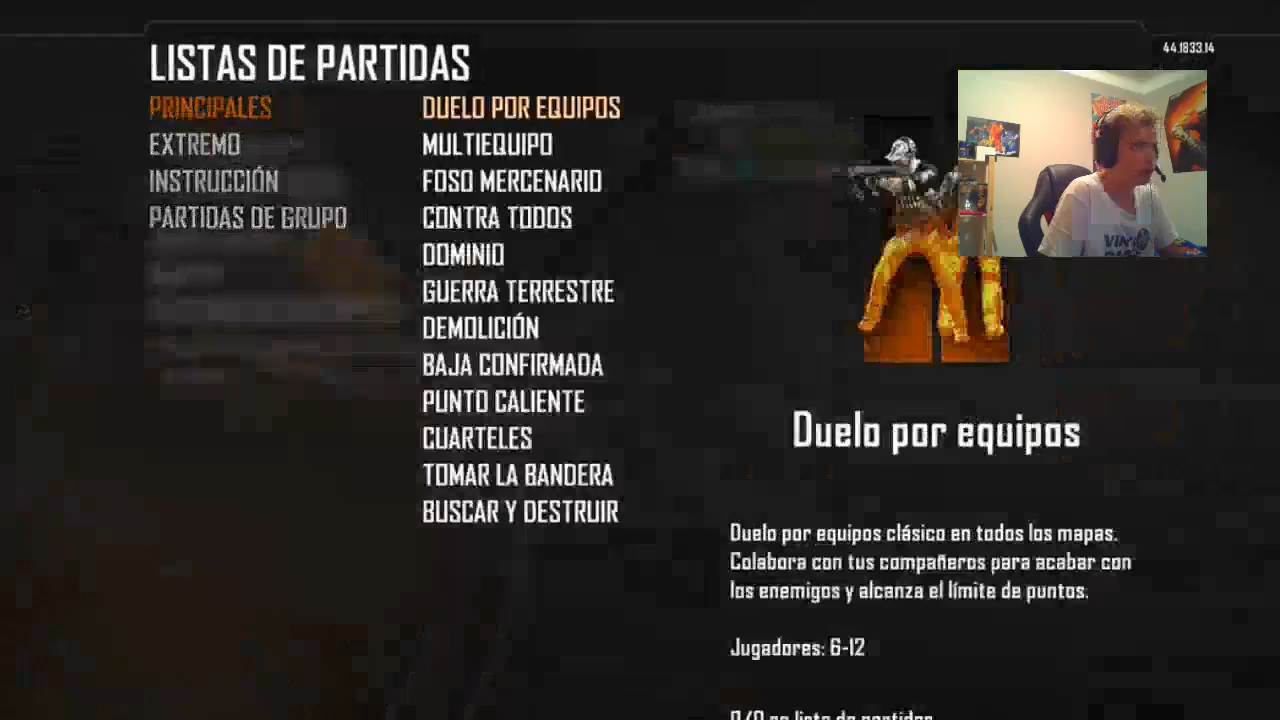 LISTAS DE PARTIDAS
44.1833.14
PRINCIPALES
EXTREMO
INSTRUCCIÓN
PARTIDAS DE GRUPO
DUELO POR EQUIPOS
MULTIEQUIPO
FOSO MERCENARIO
CONTRA TODOS
DOMINIO
GUERRA TERRESTRE
DEMOLICIÓN
BAJA CONFIRMADA
PUNTO CALIENTE
CUARTELES
TOMAR LA BANDERA
BUSCAR Y DESTRUIR
Duelo por equipos
Duelo por equipos clásico en todos los mapas.
Colabora con tus compañeros para acabar con
los enemigos y alcanza el límite de puntos.
Jugadores: 6-12